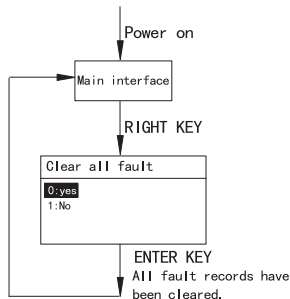 Power on
Main interface
RIGHT KEY
Clear all fault
0:yes
1:No
ENTER KEY
All fault records have
been cleared.